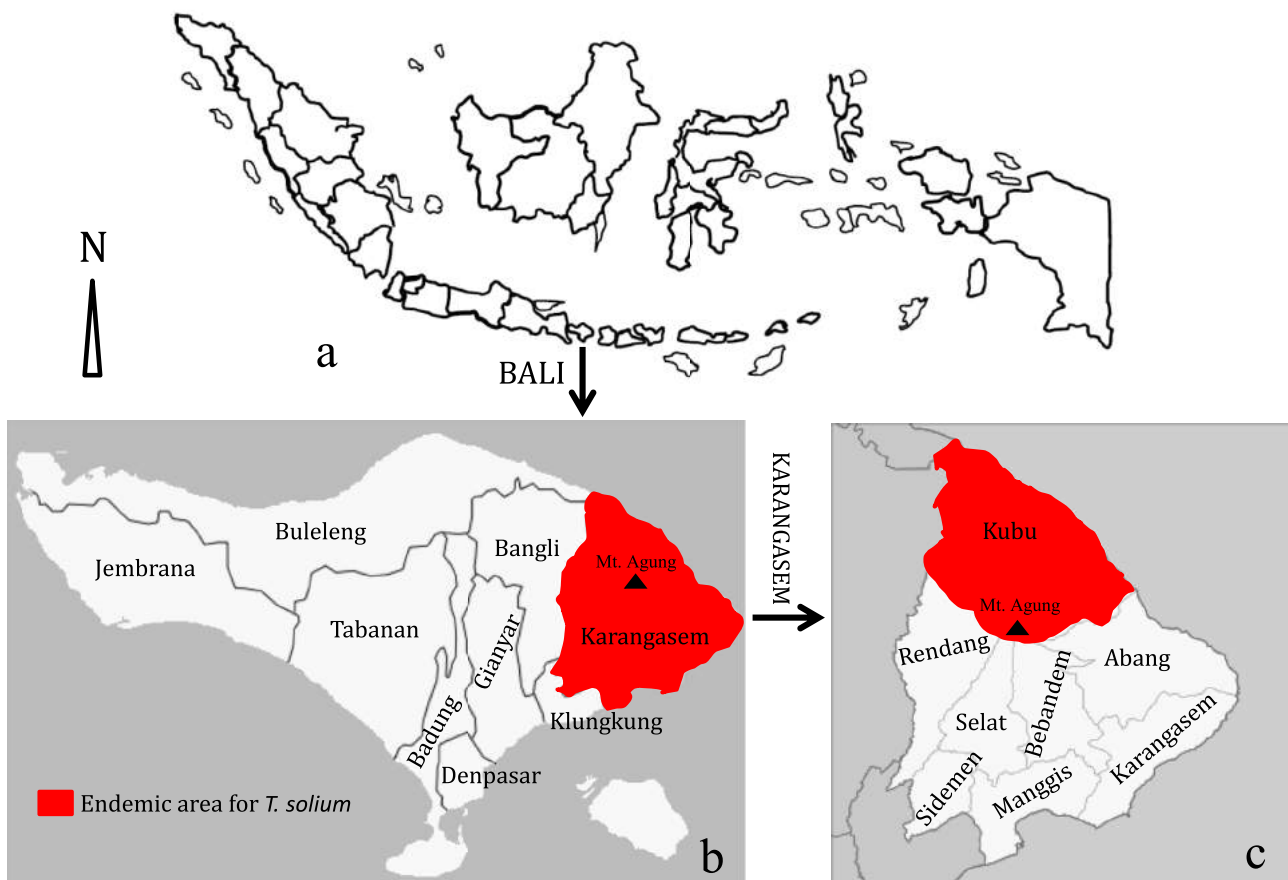 N
a
BALI
Buleleng
Jembrana
Bangli
Mt. Agung
Tabanan
Karangasem
Gianyar
Badung
Klungkung
Denpasar
Endemic area for T. solium
b
KARANGASEM
Kubu
Mt. Agung
Rendang
Abang
Bebandem
Selat
Karangasem
Sidemen
Manggis
c